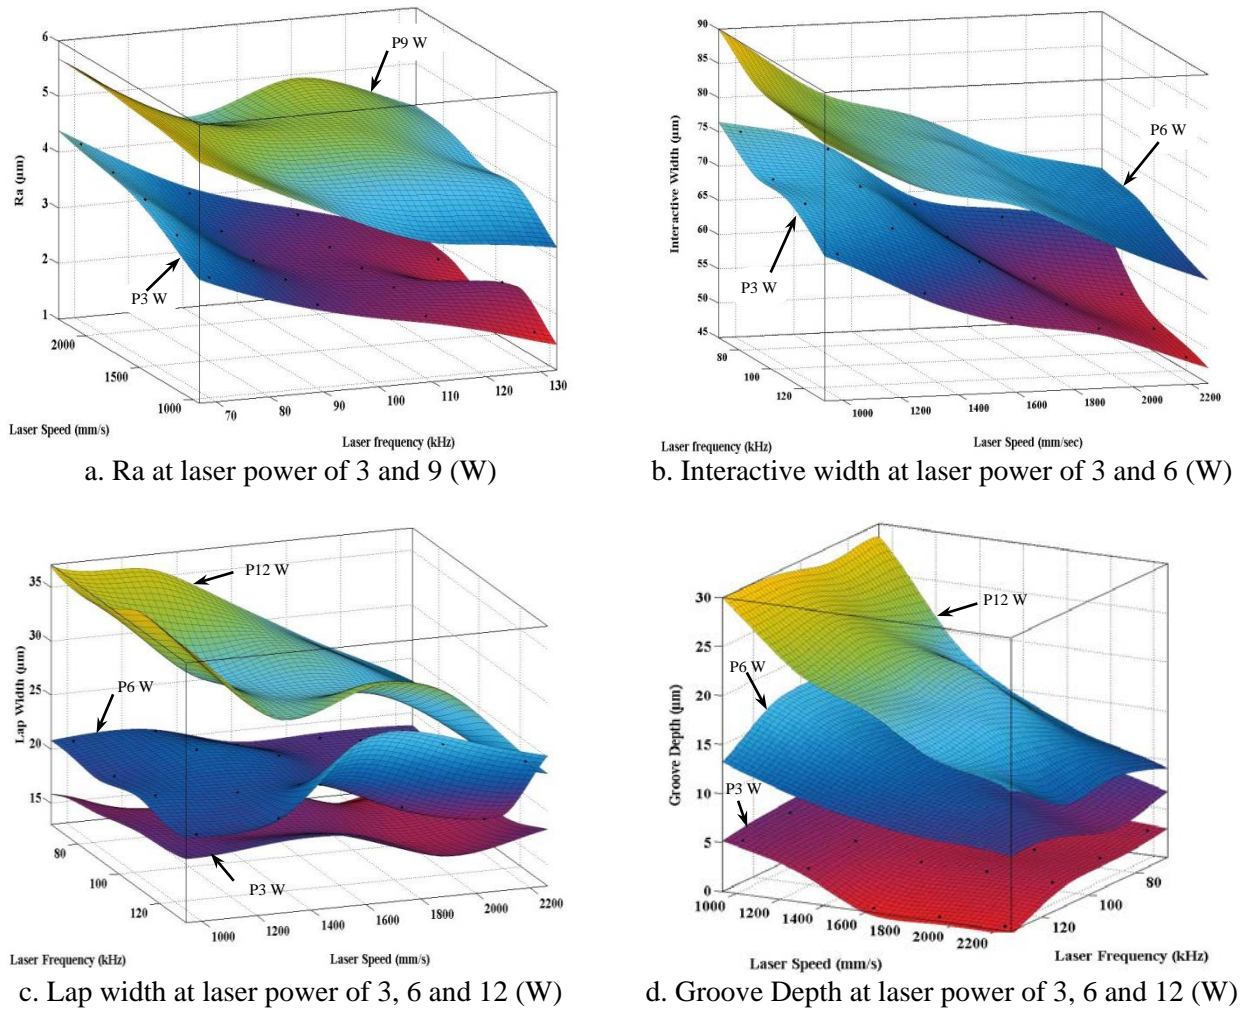 6
5
4
3
2
1
Ra (µm)
P9 W
P3 W
2000
1500
1000
70
80
90
100
110
120
130
Laser Speed (mm/s)
Laser frequency (kHz)
a. Ra at laser power of 3 and 9 (W)
90
85
80
75
70
65
60
55
50
45
Interactive Width (µm)
P6 W
P3 W
80
100
120
1000
1200
1400
1600
1800
2000
2200
Laser frequency (kHz)
Laser Speed (mm/sec)
b. Interactive width at laser power of 3 and 6 (W)
35
30
25
20
15
Lap Width (µm)
P12 W
P6 W
P3 W
80
100
120
1000
1200
1400
1600
1800
2000
2200
Laser Frequency (kHz)
Laser Speed (mm/s)
c. Lap width at laser power of 3, 6 and 12 (W)
30
25
20
15
10
5
0
Groove Depth (µm)
P12 W
P6 W
P3 W
1000
1200
1400
1600
1800
2000
2200
120
100
80
Laser Speed (mm/s)
Laser Frequency (kHz)
d. Groove Depth at laser power of 3, 6 and 12 (W)